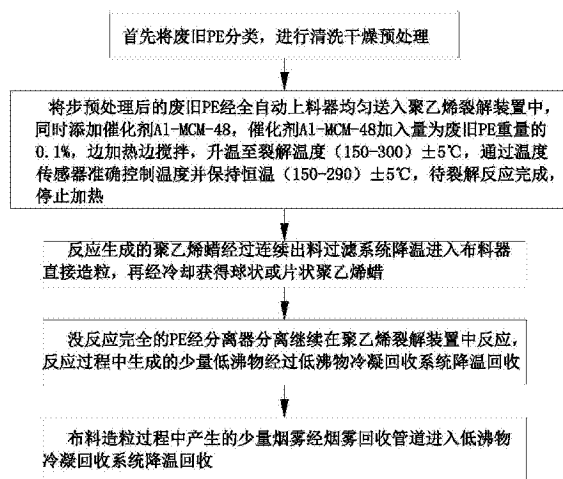 首先将废旧PE分类，进行清洗干燥预处理
将步预处理后的废旧PE经全自动上料器均匀送入聚乙烯裂解装置中，
同时添加催化剂Al-MCM-48，催化剂Al-MCM-48加入量为废旧PE重量的
0.1%，边加热边搅拌，升温至裂解温度（150-300）±5℃，通过温度
传感器准确控制温度并保持恒温（150-290）±5℃，待裂解反应完成，
停止加热
反应生成的聚乙烯蜡经过连续出料过滤系统降温进入布料器
直接造粒，再经冷却获得球状或片状聚乙烯蜡
没反应完全的PE经分离器分离继续在聚乙烯裂解装置中反应，
反应过程中生成的少量低沸物经过低沸物冷凝回收系统降温回收
布料造粒过程中产生的少量烟雾经烟雾回收管道进入低沸物
冷凝回收系统降温回收